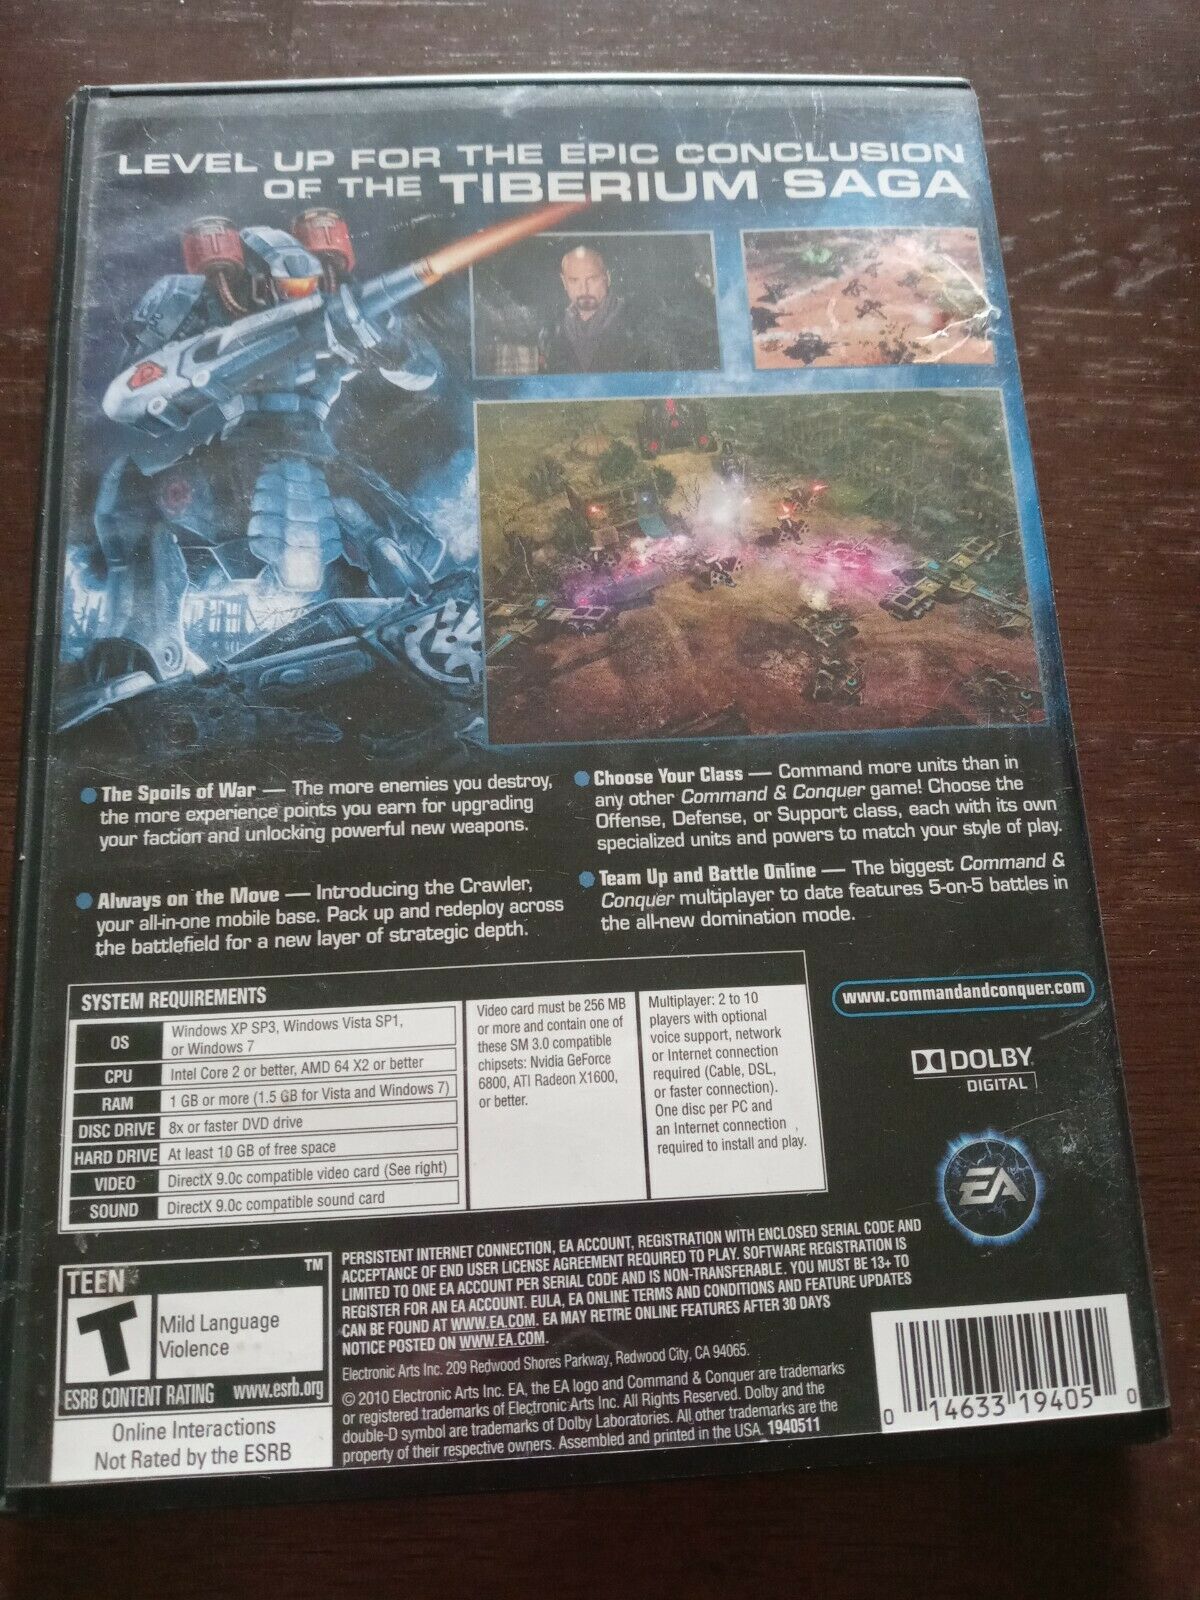 LEVEL UP FOR THE EPIC CONCLUSION
OF THE TIBERIUM SAGA
The Spoils of War — The more enemies you destroy,
the more experience points you earn for upgrading
your faction and unlocking powerful new weapons.
Always on the Move — Introducing the Crawler,
your all-in-one mobile base. Pack up and redeploy across
the battlefield for a new layer of strategic depth.
Choose Your Class — Command more units than in
any other Command & Conquer game! Choose the
Offense, Defense, or Support class, each with its own
specialized units and powers to match your style of play.
Team Up and Battle Online — The biggest Command &
Conquer multiplayer to date features 5-on-5 battles in
the all-new domination mode.
SYSTEM REQUIREMENTS
OS Windows XP SP3, Windows Vista SP1,
or Windows 7
CPU Intel Core 2 or better, AMD 64 X2 or better
RAM 1 GB or more (1.5 GB for Vista and Windows 7)
DISC DRIVE 8x or faster DVD drive
HARD DRIVE At least 10 GB of free space
VIDEO DirectX 9.0c compatible video card (See right)
SOUND DirectX 9.0c compatible sound card
Video card must be 256 MB
or more and contain one of
these SM 3.0 compatible
chipsets: Nvidia GeForce
6800, ATI Radeon X1600,
or better.
Multiplayer: 2 to 10
players with optional
voice support, network
or Internet connection
required (Cable, DSL,
or faster connection).
One disc per PC and
an Internet connection
required to install and play.
www.commandandconquer.com
DOLBY
DIGITAL
EA
TEEN TM
T
Mild Language
Violence
ESRB CONTENT RATING www.esrb.org
Online Interactions
Not Rated by the ESRB
PERSISTENT INTERNET CONNECTION, EA ACCOUNT, REGISTRATION WITH ENCLOSED SERIAL CODE AND
ACCEPTANCE OF END USER LICENSE AGREEMENT REQUIRED TO PLAY. SOFTWARE REGISTRATION IS
LIMITED TO ONE EA ACCOUNT PER SERIAL CODE AND IS NON-TRANSFERABLE. YOU MUST BE 13+ TO
REGISTER FOR AN EA ACCOUNT. EULA, EA ONLINE TERMS AND CONDITIONS AND FEATURE UPDATES
CAN BE FOUND AT WWW.EA.COM. EA MAY RETIRE ONLINE FEATURES AFTER 30 DAYS
NOTICE POSTED ON WWW.EA.COM.
Electronic Arts Inc. 209 Redwood Shores Parkway, Redwood City, CA 94065.
© 2010 Electronic Arts Inc. EA, the EA logo and Command & Conquer are trademarks
or registered trademarks of Electronic Arts Inc. All Rights Reserved. Dolby and the
double-D symbol are trademarks of Dolby Laboratories. All other trademarks are the
property of their respective owners. Assembled and printed in the USA. 1940511
0 14633 19405 0